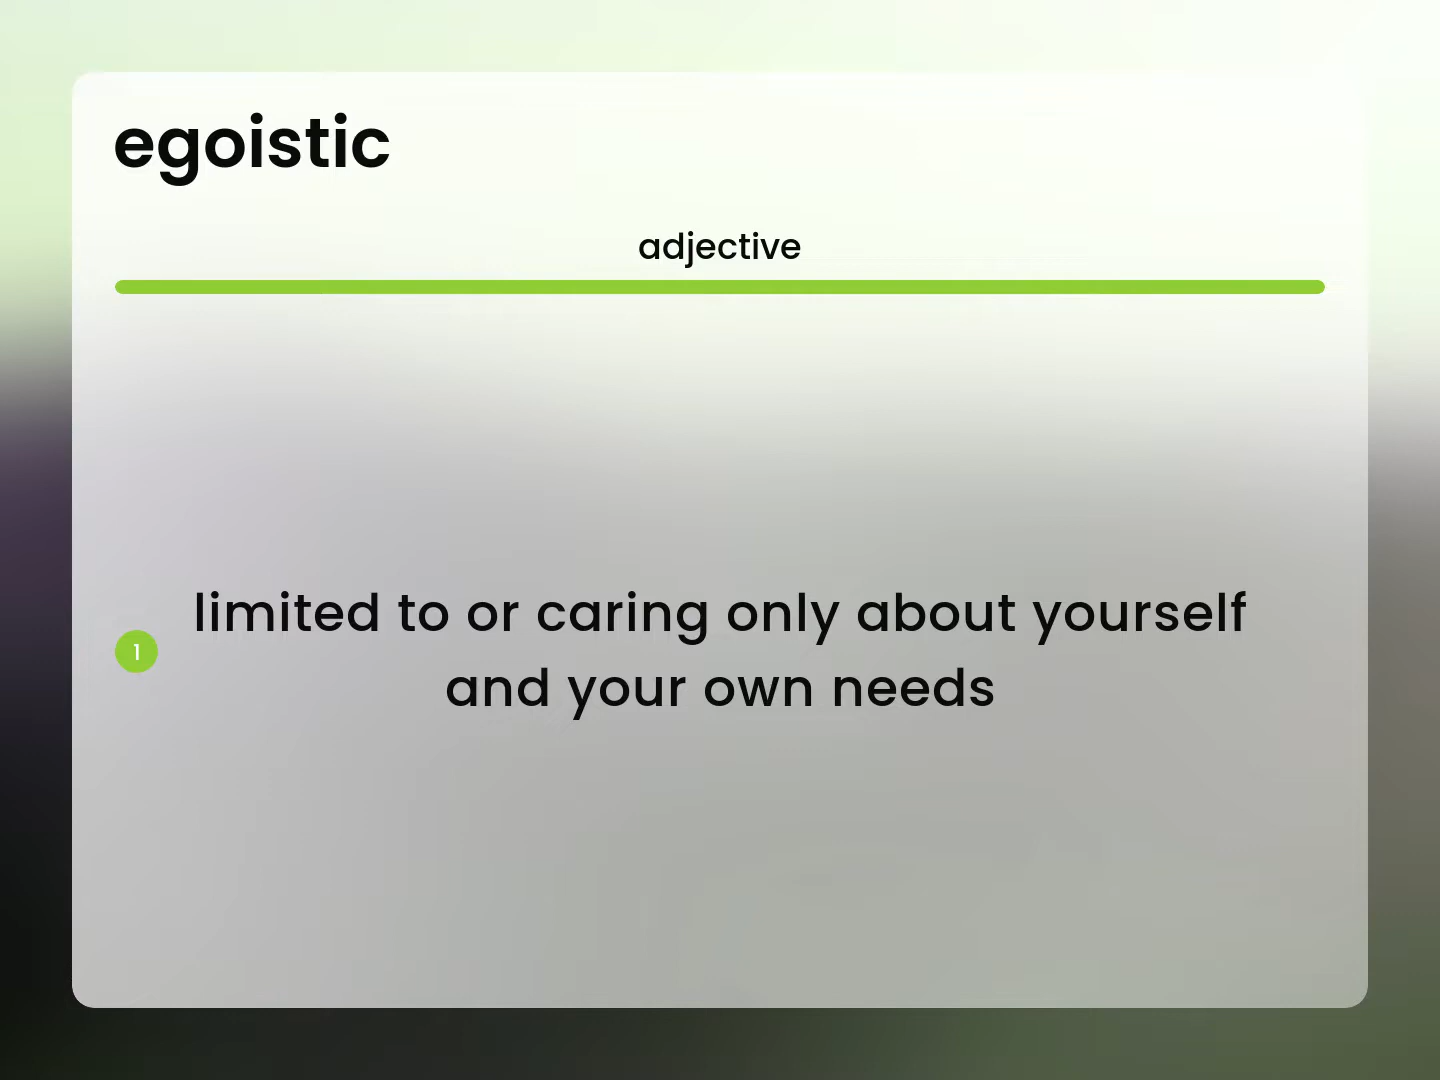 egoistic
adjective
1
limited to or caring only about yourself
and your own needs